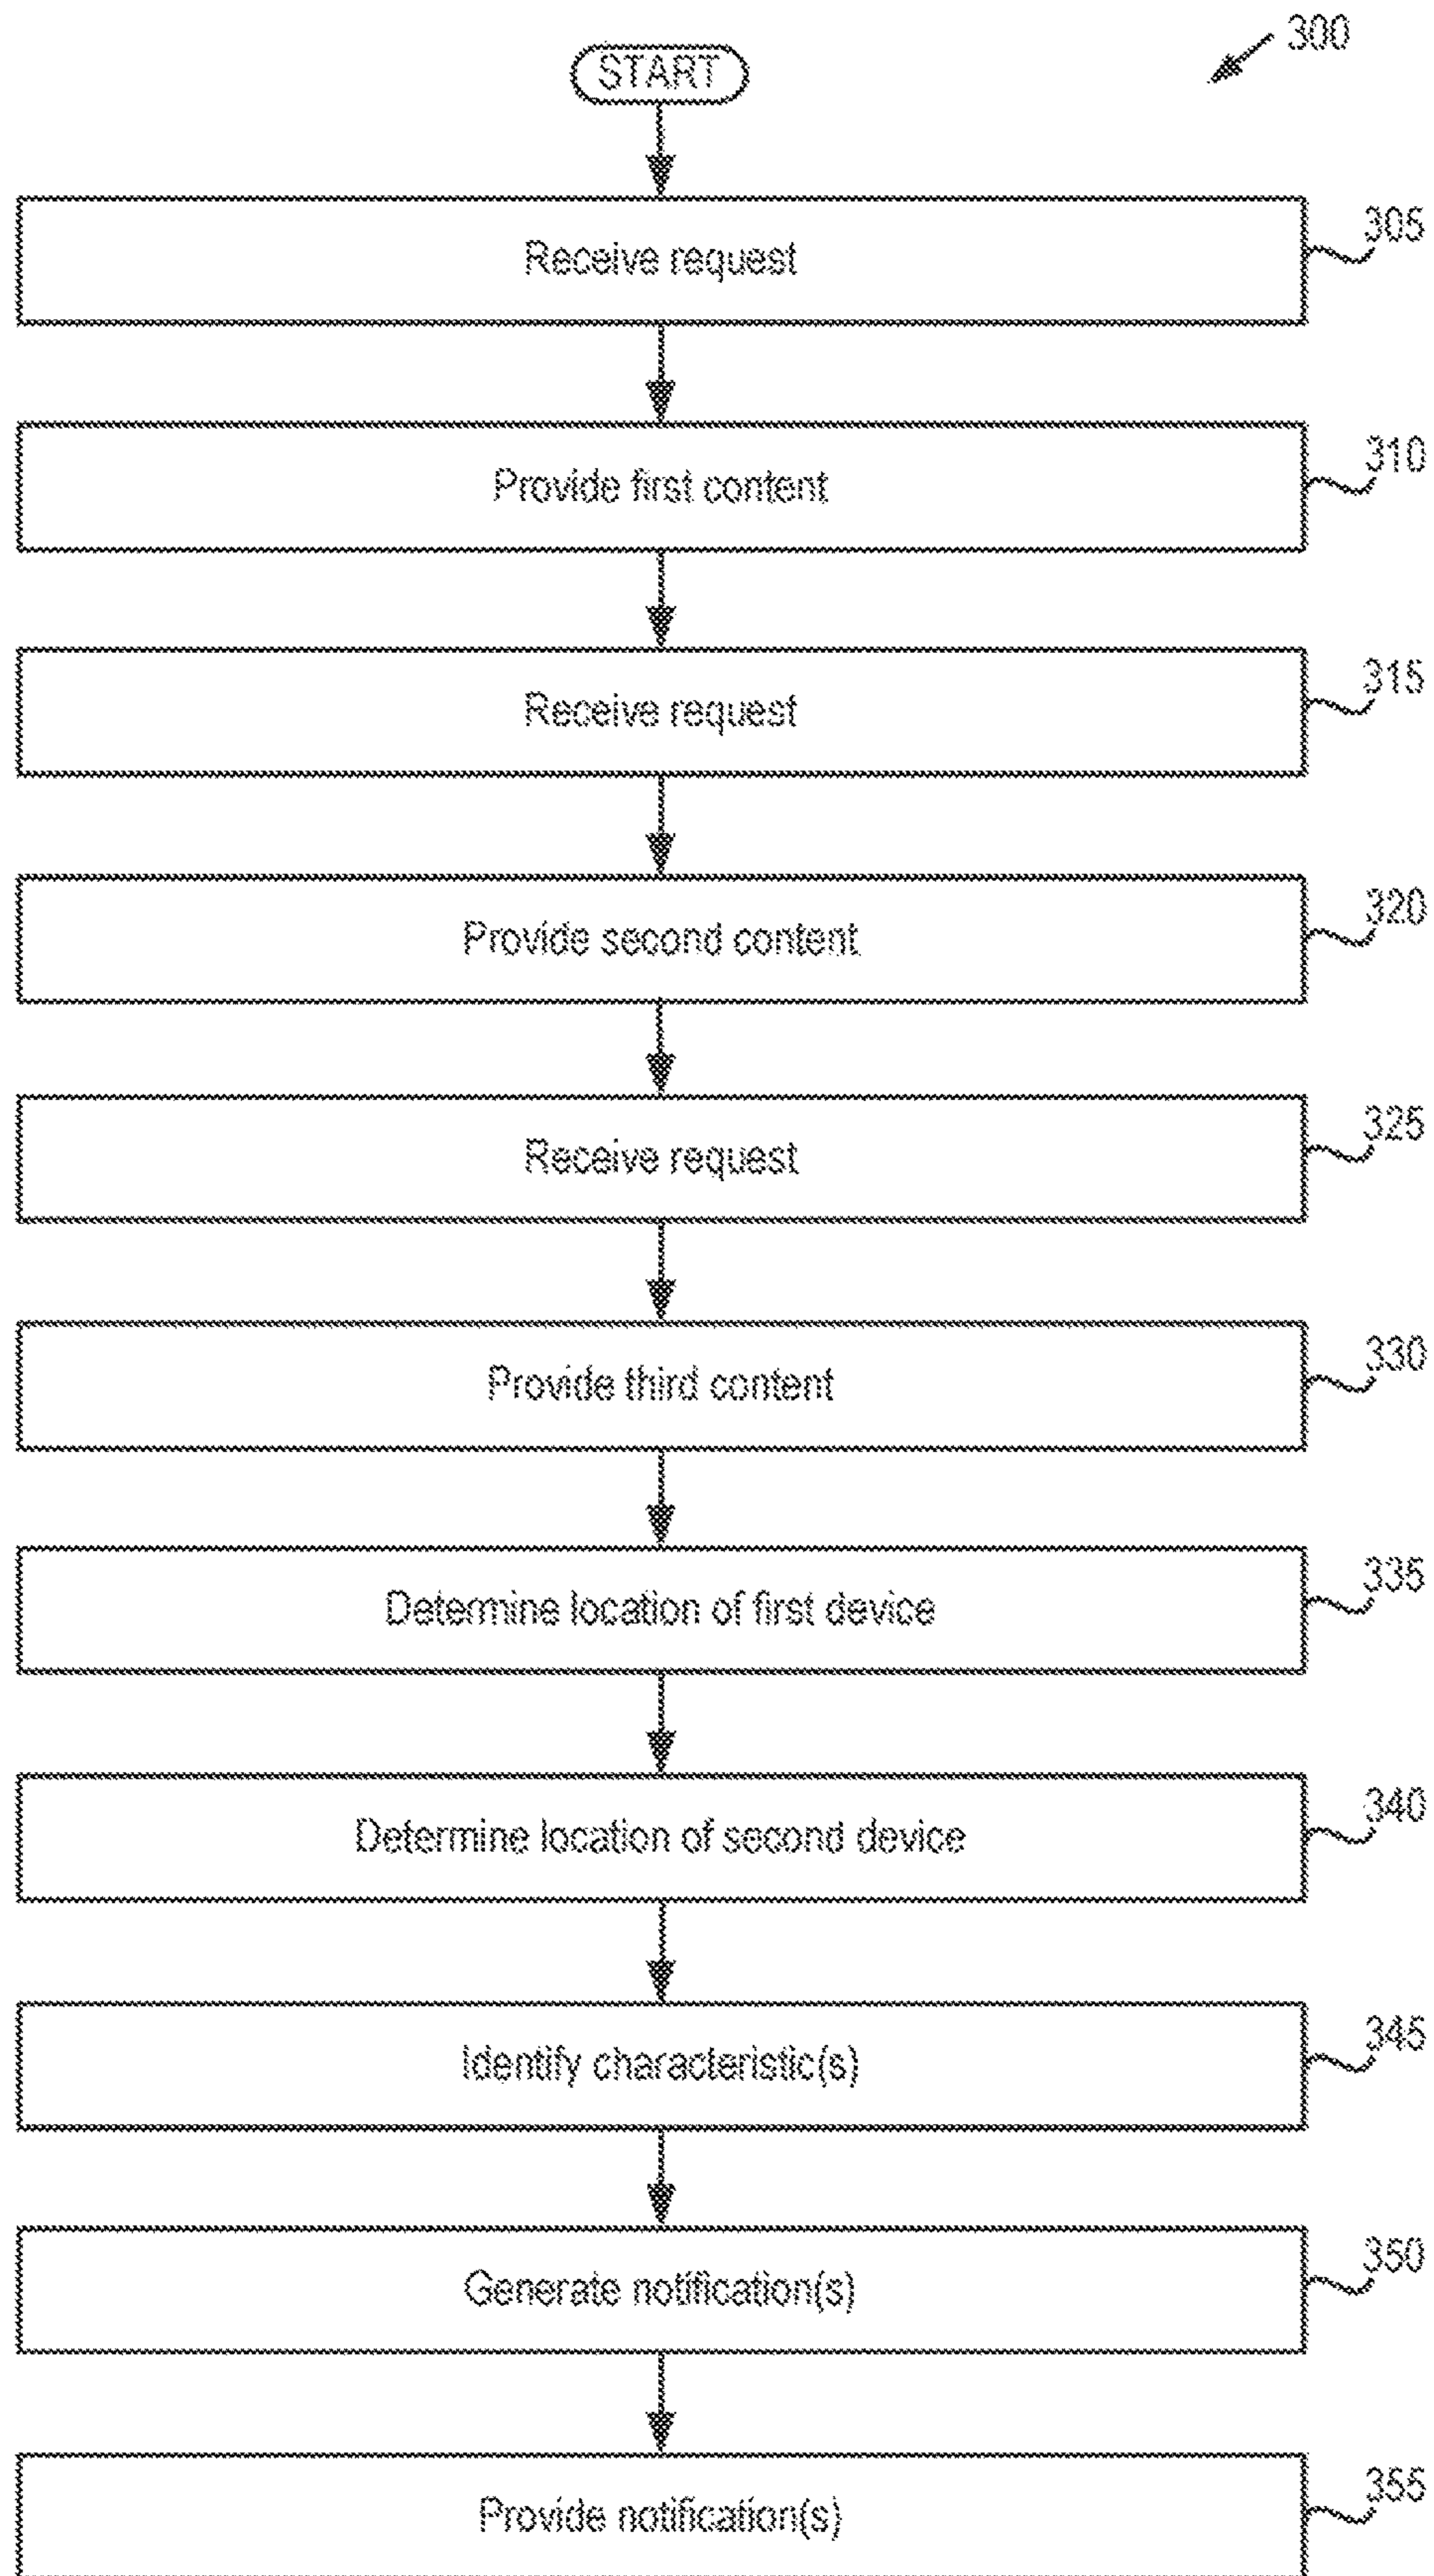 300
START
Receive request
305
Provide first content
310
Receive request
315
Provide second content
320
Receive request
325
Provide third content
330
Determine location of first device
335
Determine location of second device
340
Identify characteristic(s)
345
Generate notification(s)
350
Provide notification(s)
355